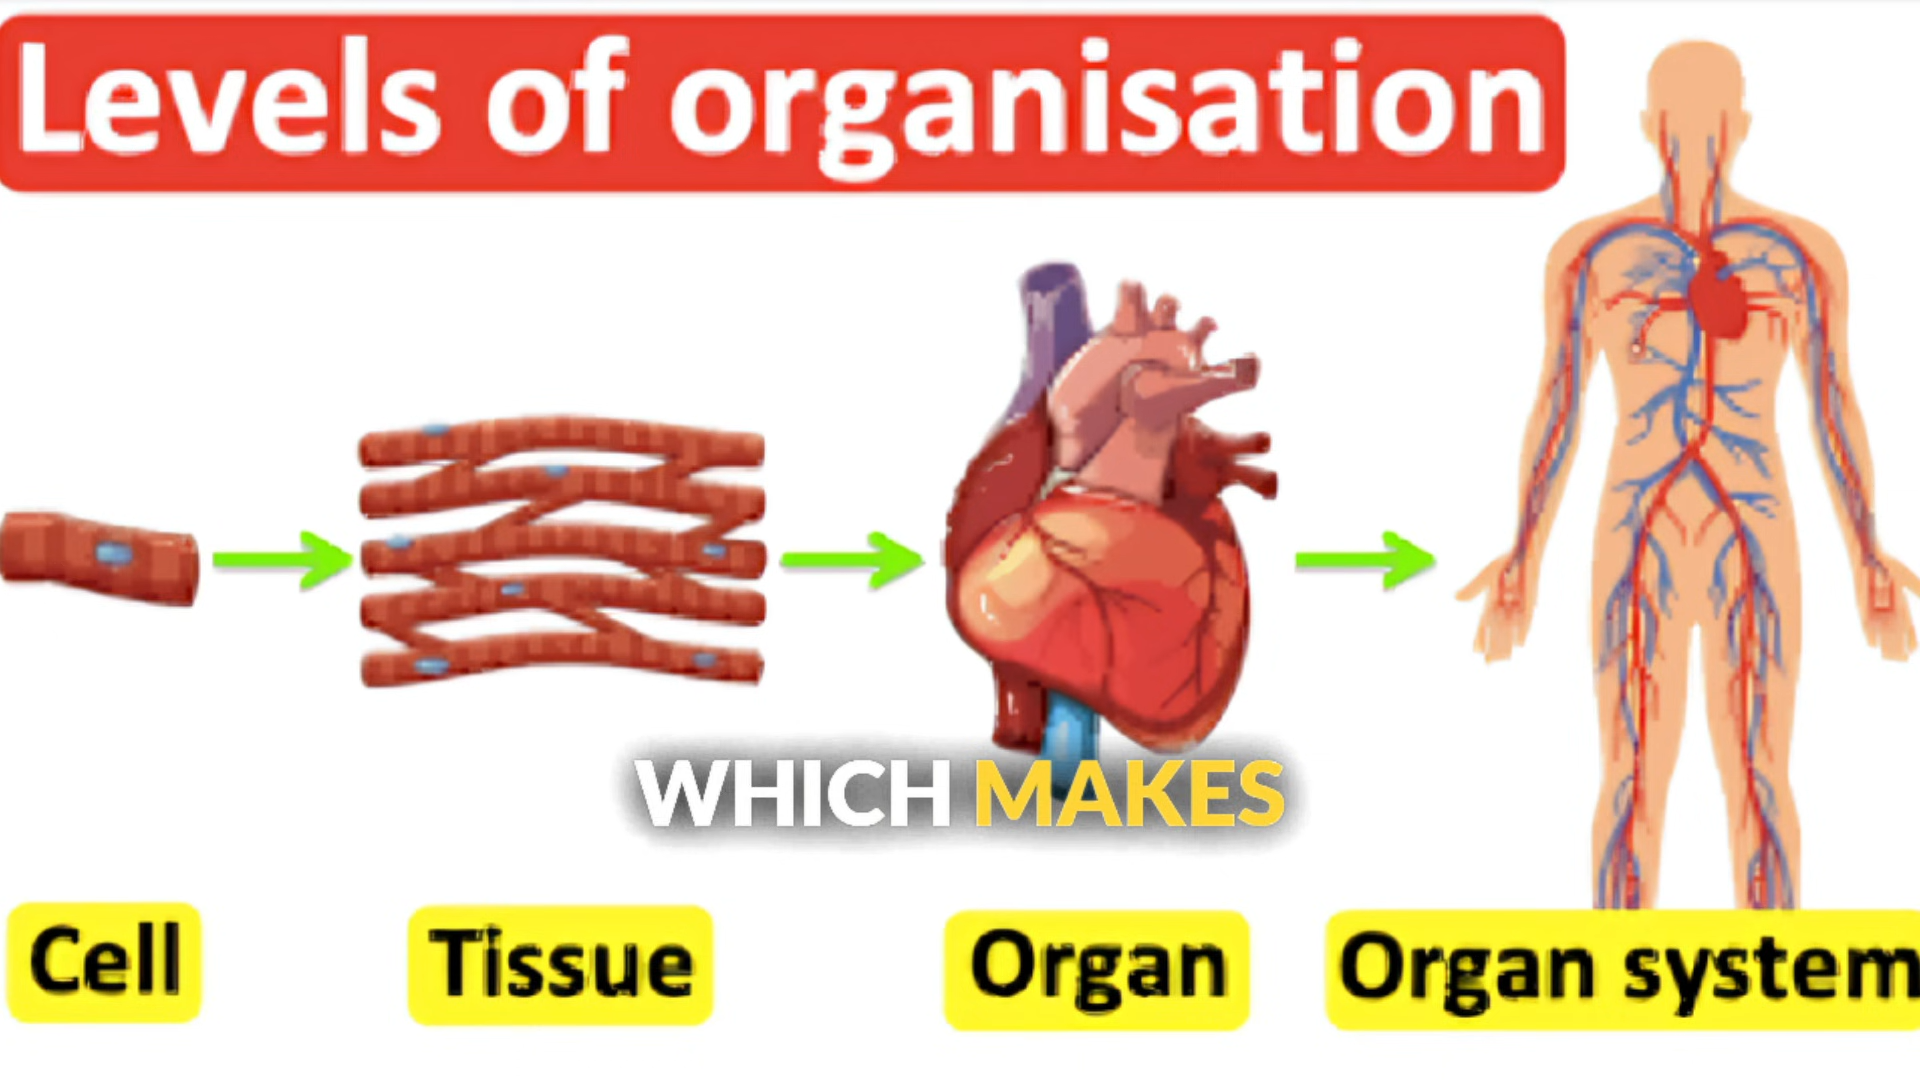 Levels of organisation
WHICH MAKES
Cell
Tissue
Organ
Organ system